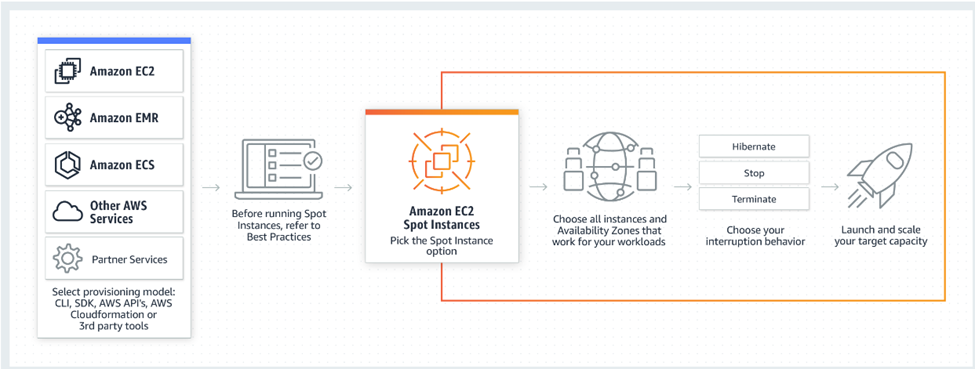 Amazon EC2
Amazon EMR
Amazon ECS
Other AWS
Services
Partner Services
Select provisioning model:
CLI, SDK, AWS API's, AWS
Cloudformation or
3rd party tools
Before running Spot
Instances, refer to
Best Practices
Amazon EC2
Spot Instances
Pick the Spot Instance
option
Choose all instances and
Availability Zones that
work for your workloads
Hibernate
Stop
Terminate
Choose your
interruption behavior
Launch and scale
your target capacity